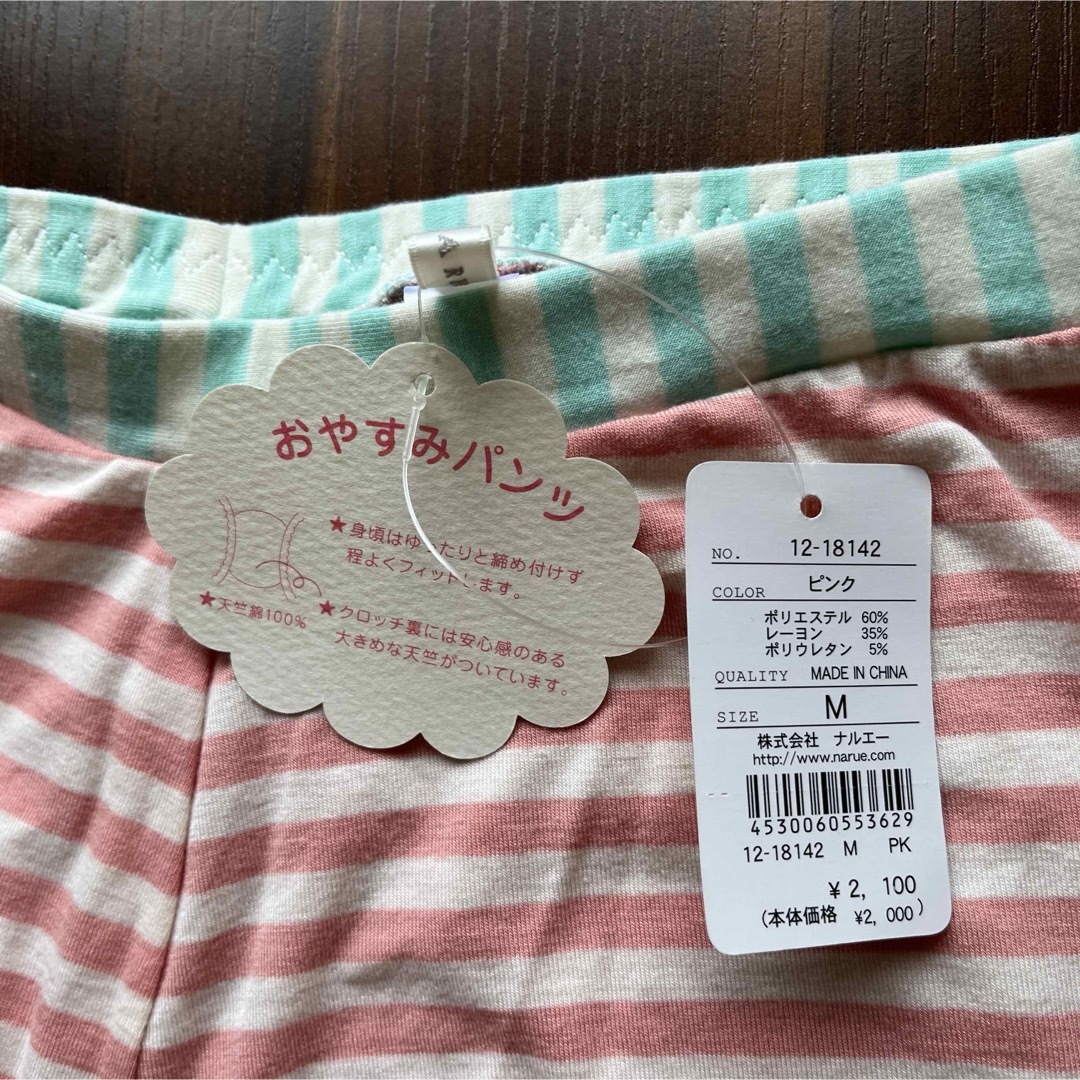 おやすみパンツ
★身頃はゆったりと締め付けず
程よくフィットします。
★天竺綿100%
★クロッチ裏には安心感のある
大きめな天竺がついています。
NO. 12-18142
COLOR ピンク
ポリエステル 60%
レーヨン 35%
ポリウレタン 5%
QUALITY MADE IN CHINA
SIZE M
株式会社 ナルエー
http://www.narue.com
4530060553629
12-18142 M PK
¥2,100
(本体価格 ¥2,000)